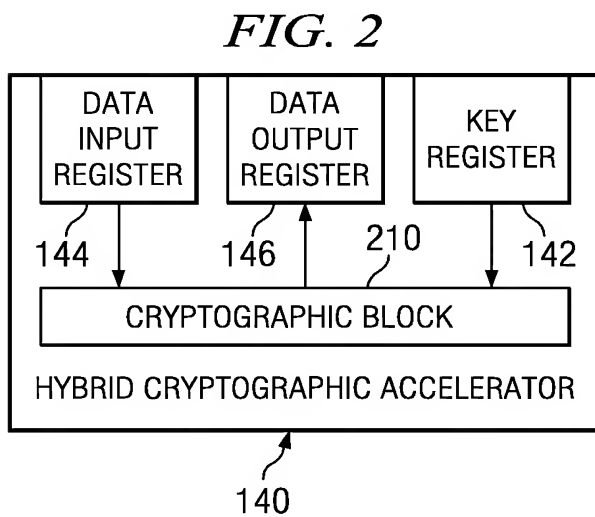 FIG. 2
DATA
INPUT
REGISTER
DATA
OUTPUT
REGISTER
KEY
REGISTER
144
146
210
142
CRYPTOGRAPHIC BLOCK
HYBRID CRYPTOGRAPHIC ACCELERATOR
140